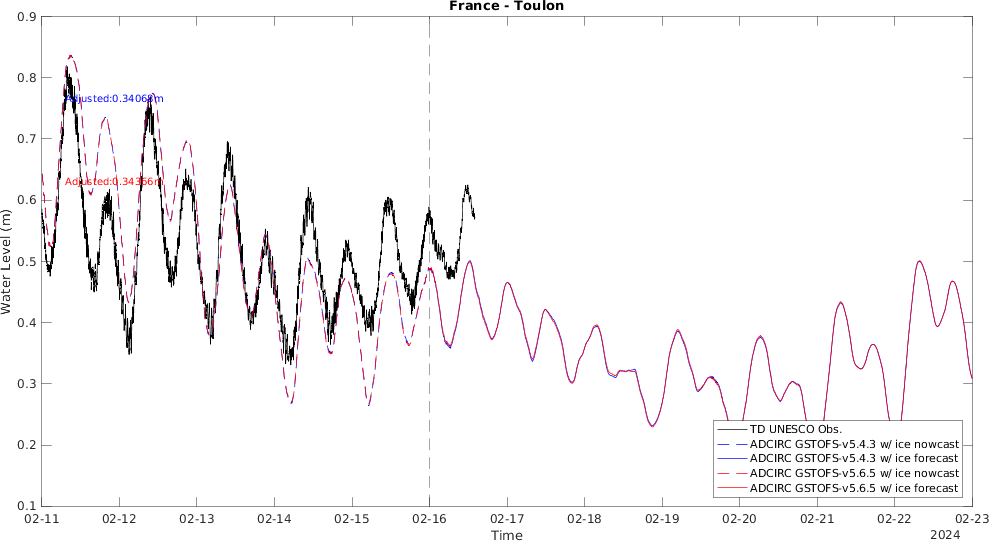 France - Toulon
0.9
0.8
0.7
0.6
0.5
0.4
0.3
0.2
0.1
Water Level (m)
Adjusted:0.34068m
Adjusted:0.34366m
TD UNESCO Obs.
ADCIRC GSTOFS-v5.4.3 w/ ice nowcast
ADCIRC GSTOFS-v5.4.3 w/ ice forecast
ADCIRC GSTOFS-v5.6.5 w/ ice nowcast
ADCIRC GSTOFS-v5.6.5 w/ ice forecast
02-11 02-12 02-13 02-14 02-15 02-16 02-17 02-18 02-19 02-20 02-21 02-22 02-23
Time
2024